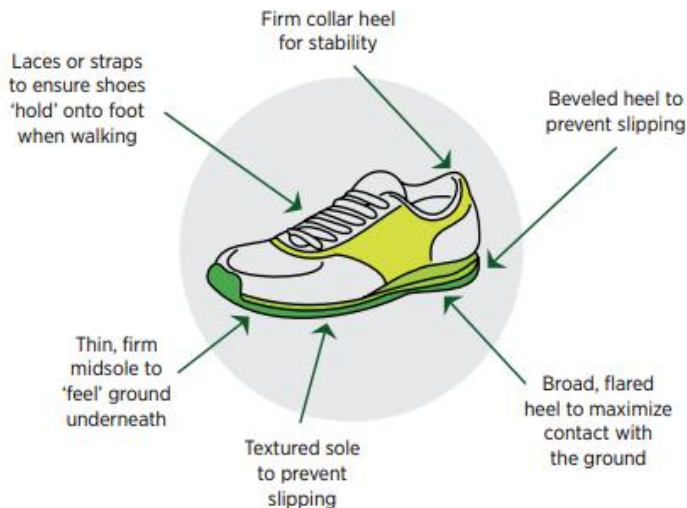 Firm collar heel
for stability
Laces or straps
to ensure shoes
‘hold’ onto foot
when walking
Beveled heel to
prevent slipping
Thin, firm
midsole to
‘feel’ ground
underneath
Textured sole
to prevent
slipping
Broad, flared
heel to maximize
contact with
the ground